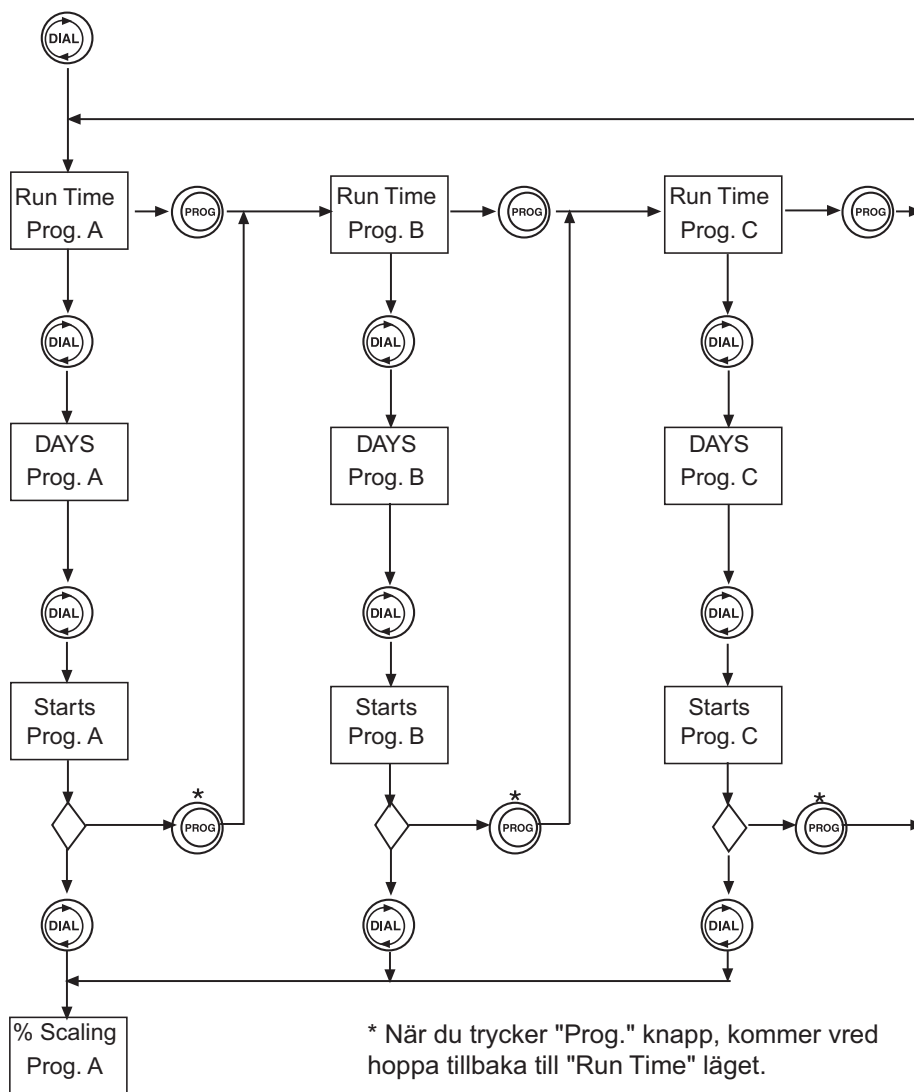 DIAL
Run Time
Prog. A
PROG
Run Time
Prog. B
PROG
Run Time
Prog. C
PROG
DIAL
DIAL
DIAL
DAYS
Prog. A
DAYS
Prog. B
DAYS
Prog. C
DIAL
DIAL
DIAL
Starts
Prog. A
Starts
Prog. B
Starts
Prog. C
*
PROG
*
PROG
*
PROG
DIAL
DIAL
DIAL
% Scaling
Prog. A
* När du trycker "Prog." knapp, kommer vred
hoppa tillbaka till "Run Time" läget.